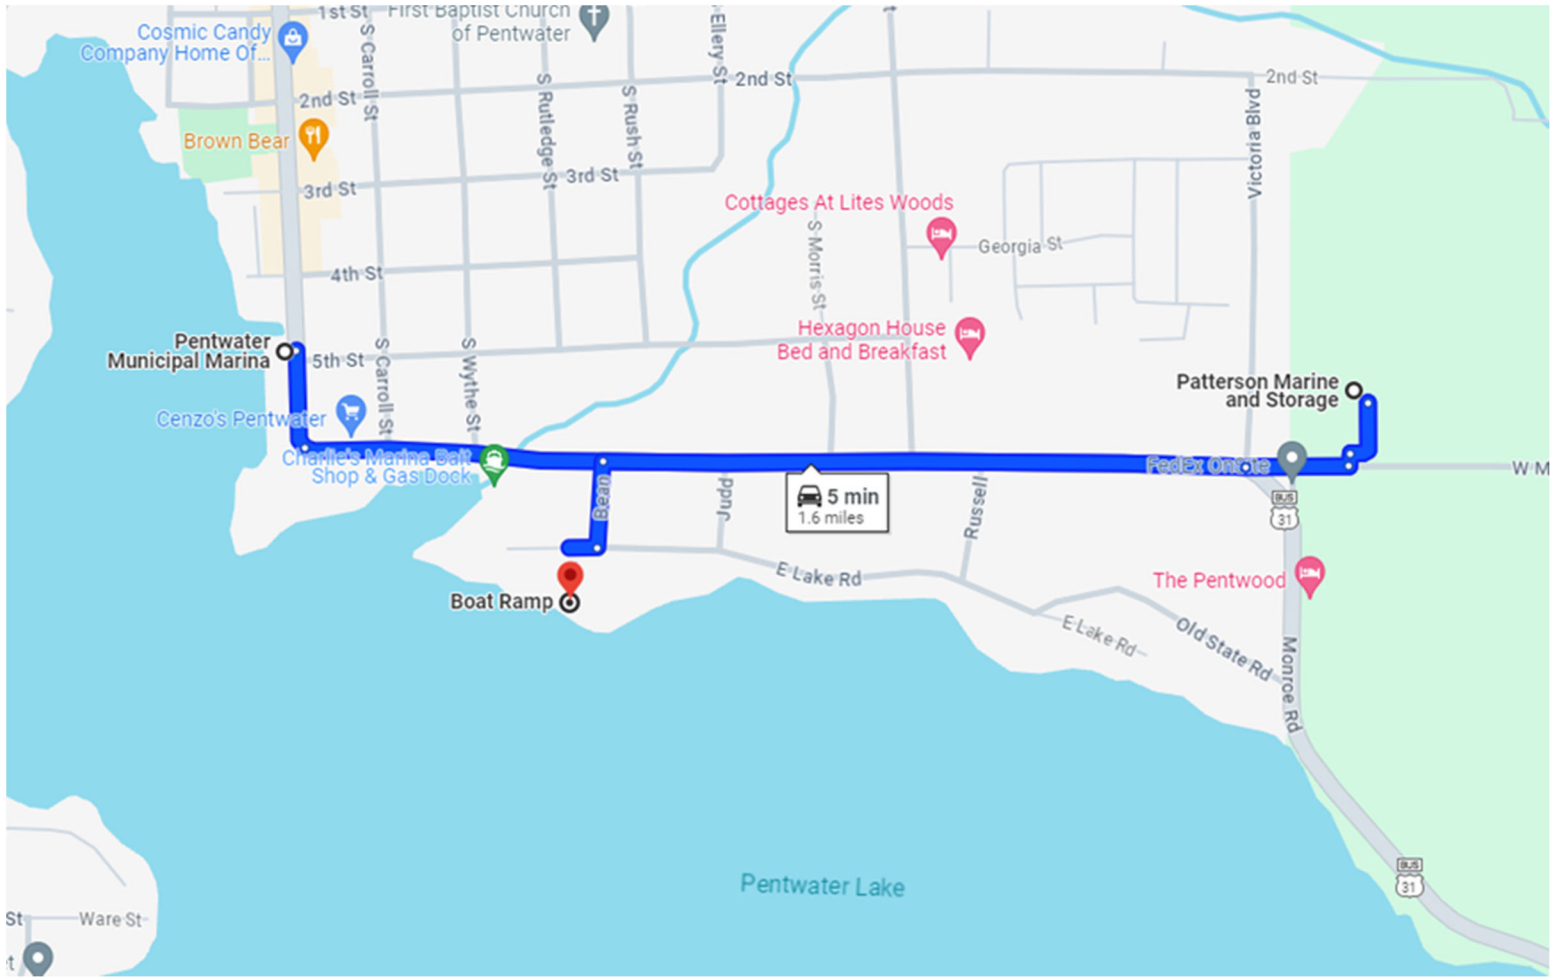 1st St
First Baptist Church
of Pentwater
Cosmic Candy
Company Home Of...
S Carroll St
Ellery St
2nd St
2nd St
2nd St
Brown Bear
S Rutledge St
S Rush St
Victoria Blvd
3rd St
3rd St
Cottages At Lites Woods
S Morris St
Georgia St
4th St
Pentwater
Municipal Marina
5th St
S Carroll St
S Wythe St
Hexagon House
Bed and Breakfast
Patterson Marine
and Storage
Cenzo's Pentwater
Charlie's Marina Bait
Shop & Gas Dock
FedEx Onsite
W M
Bean
Judd
5 min
1.6 miles
Russell
BUS
31
E Lake Rd
The Pentwood
Boat Ramp
E Lake Rd
Old State Rd
Monroe Rd
Pentwater Lake
BUS
31
St
Ware St
et